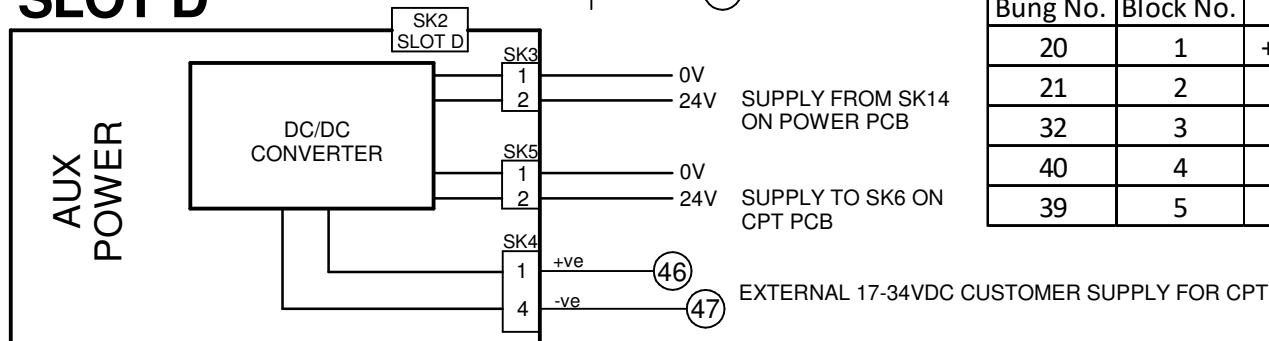 SLOT D
SK2
SLOT D
AUX
POWER
DC/DC
CONVERTER
SK3
1
2
0V
24V
SUPPLY FROM SK14
ON POWER PCB
SK5
1
2
0V
24V
SUPPLY TO SK6 ON
CPT PCB
SK4
1
+ve
46
4
-ve
47
EXTERNAL 17-34VDC CUSTOMER SUPPLY FOR CPT
Bung No. Block No.
20 1 +
21 2
32 3
40 4
39 5